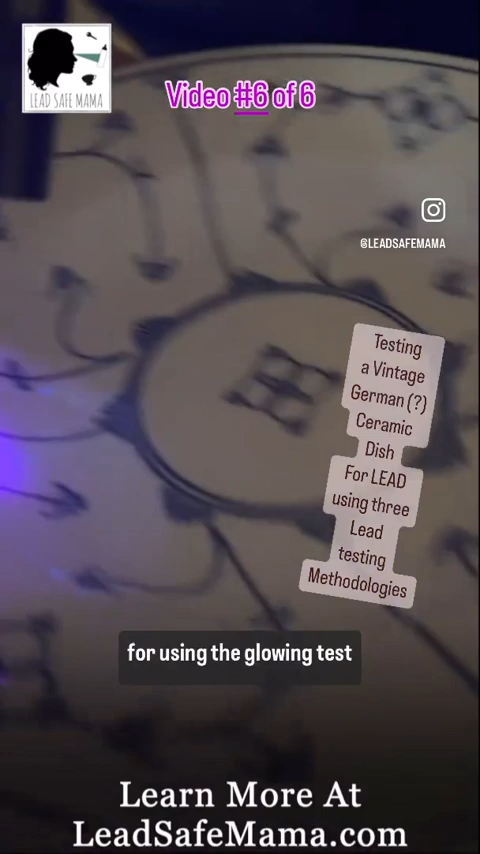 LEAD SAFE MAMA
Video #6 of 6
@LEADSAFEMAMA
Testing
a Vintage
German (?)
Ceramic
Dish
For LEAD
using three
Lead
testing
Methodologies
for using the glowing test
Learn More At
LeadSafeMama.com